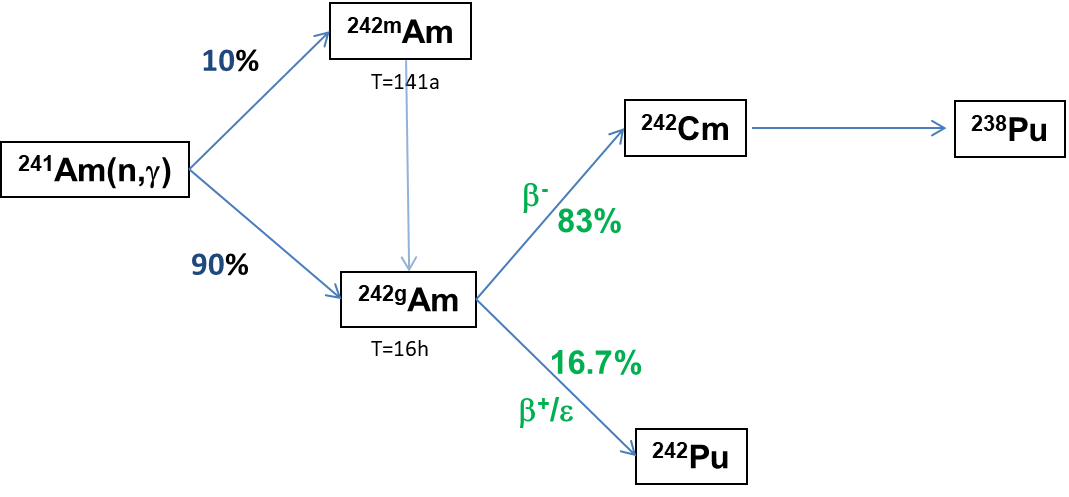 ²⁴²ᵐAm
10%
T=141a
²⁴²Cm
²³⁸Pu
²⁴¹Am(n,γ)
β⁻
83%
90%
²⁴²ᵍAm
T=16h
16.7%
β⁺/ε
²⁴²Pu